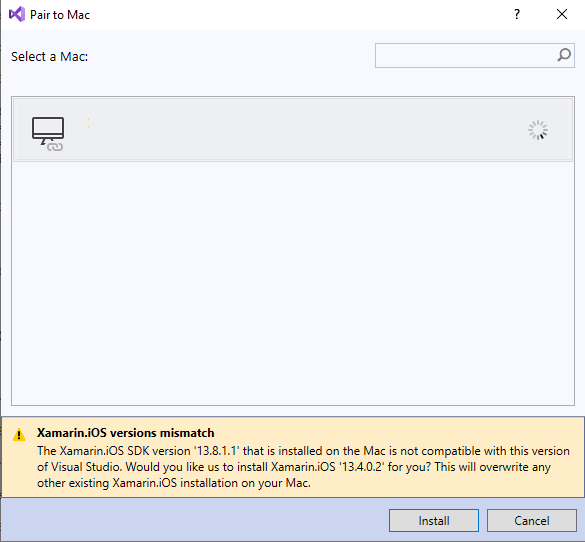 Pair to Mac
?
Select a Mac:
Xamarin.iOS versions mismatch
The Xamarin.iOS SDK version '13.8.1.1' that is installed on the Mac is not compatible with this version
of Visual Studio. Would you like us to install Xamarin.iOS '13.4.0.2' for you? This will overwrite any
other existing Xamarin.iOS installation on your Mac.
Install
Cancel